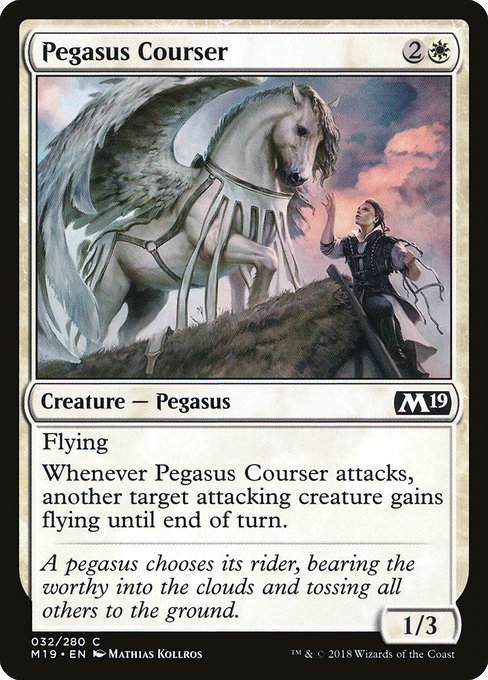 Pegasus Courser 2
Creature — Pegasus M19
Flying
Whenever Pegasus Courser attacks,
another target attacking creature gains
flying until end of turn.
A pegasus chooses its rider, bearing the
worthy into the clouds and tossing all
others to the ground.
1/3
032/280 C
M19 • EN Mathias Kollros ™ & © 2018 Wizards of the Coast